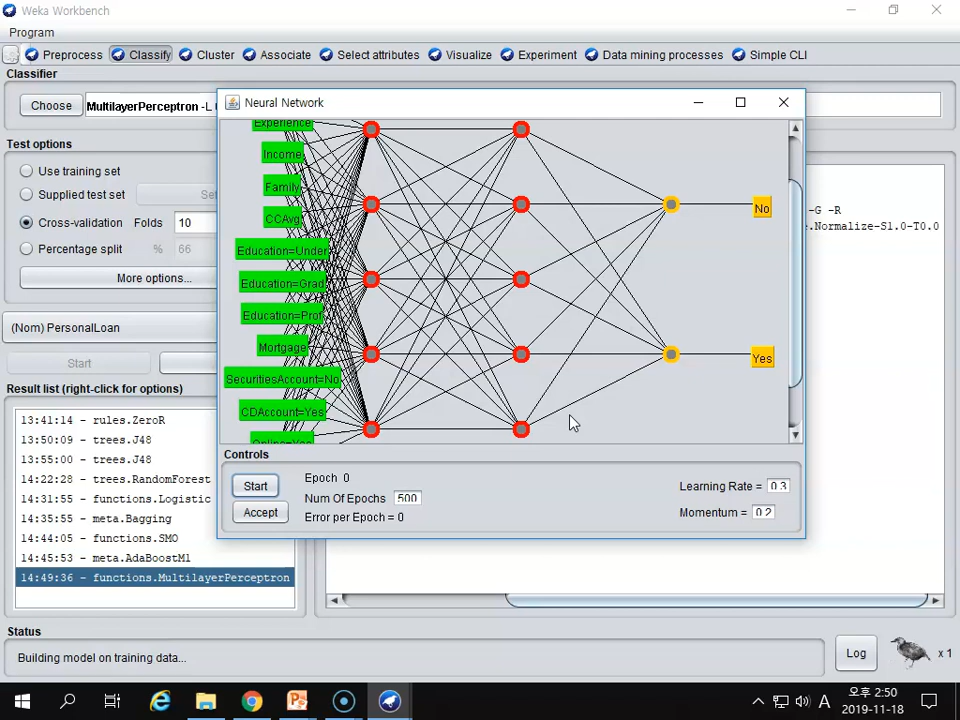 Weka Workbench
Program
Preprocess Classify Cluster Associate Select attributes Visualize Experiment Data mining processes Simple CLI
Classifier
Choose MultilayerPerceptron -L
Test options
Use training set
Supplied test set
Cross-validation Folds 10
Percentage split % 66
More options...
(Nom) PersonalLoan
Start
Result list (right-click for options)
13:41:14 - rules.ZeroR
13:50:09 - trees.J48
13:55:00 - trees.J48
14:22:28 - trees.RandomForest
14:31:55 - functions.Logistic
14:35:55 - meta.Bagging
14:44:05 - functions.SMO
14:45:53 - meta.AdaBoostM1
14:49:36 - functions.MultilayerPerceptron
Neural Network
Experience
Income
Family
CCAvg
Education=Under
Education=Grad
Education=Prof
Mortgage
SecuritiesAccount=No
CDAccount=Yes
Online=Yes
No
Yes
Controls
Start
Accept
Epoch 0
Num Of Epochs 500
Error per Epoch = 0
Learning Rate = 0.3
Momentum = 0.2
-G -R
.Normalize-S1.0-T0.0
Status
Building model on training data...
Log
x 1
A
오후 2:50
2019-11-18